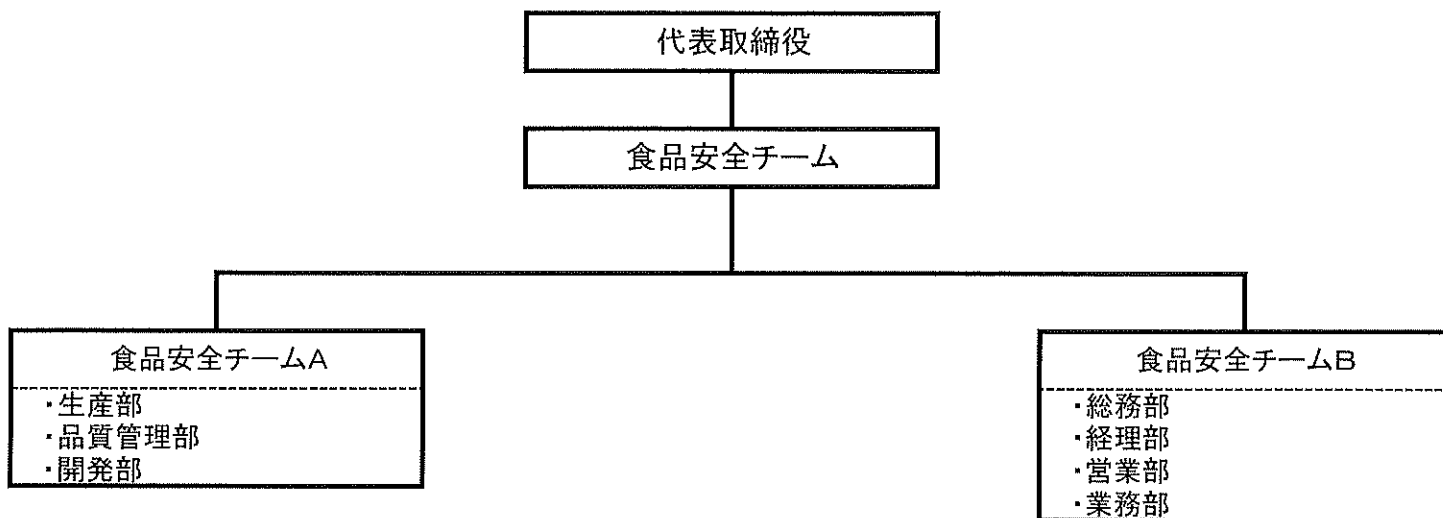 代表取締役
食品安全チーム
食品安全チームA
・生産部
・品質管理部
・開発部
食品安全チームB
・総務部
・経理部
・営業部
・業務部